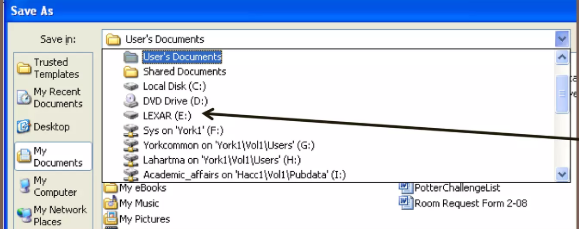 Save As
Save in:
User's Documents
Trusted
Templates
My Recent
Documents
Desktop
My
Documents
My
Computer
My Network
Places
User's Documents
Shared Documents
Local Disk (C:)
DVD Drive (D:)
LEXAR (E:)
Sys on 'York1' (F:)
Yorkcommon on 'York1\Vol1\Users' (G:)
Lahartma on 'York1\Vol1\Users' (H:)
Academic_affairs on 'Hacc1\Vol1\Pubdata' (I:)
My eBooks
My Music
My Pictures
PotterChallengeList
Room Request Form 2-08